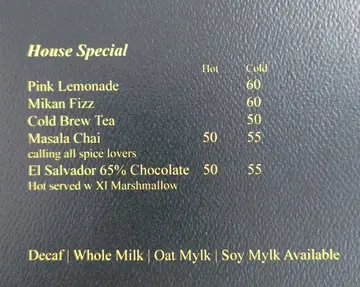 House Special
Hot Cold
Pink Lemonade 60
Mikan Fizz 60
Cold Brew Tea 50
Masala Chai 50 55
calling all spice lovers
El Salvador 65% Chocolate 50 55
Hot served w Xl Marshmallow
Decaf | Whole Milk | Oat Mylk | Soy Mylk Available